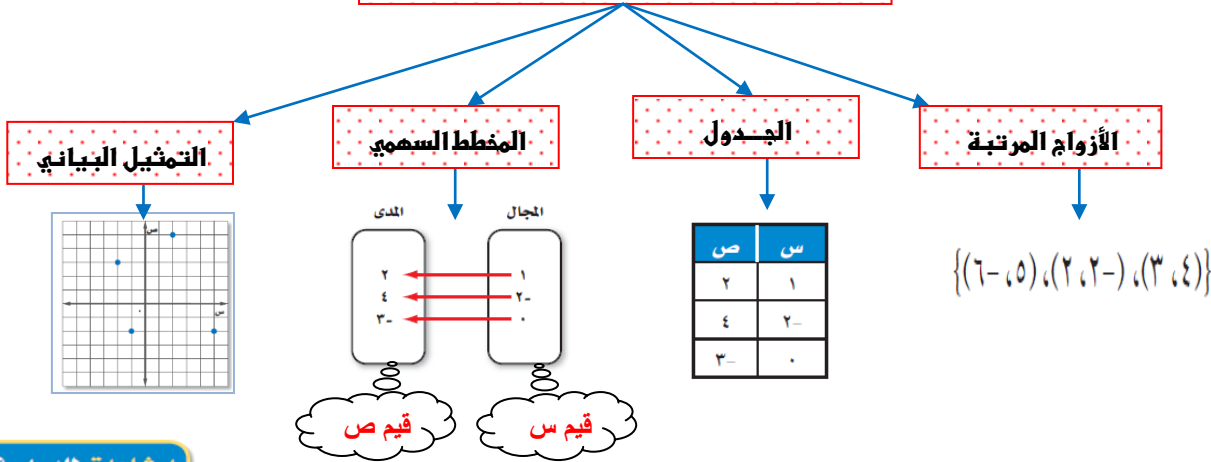 الأزواج المرتبة
الجــدول
المخطط السهمي
التمثيل البياني
{(٤، ٣)، (-٢، ٢)، (٥، -٦)}
س ص
١ ٢
-٢ ٤
٠ -٣
المجال المدى
١ ٢
-٢ ٤
٠ -٣
قيم س
قيم ص
س
س
٠